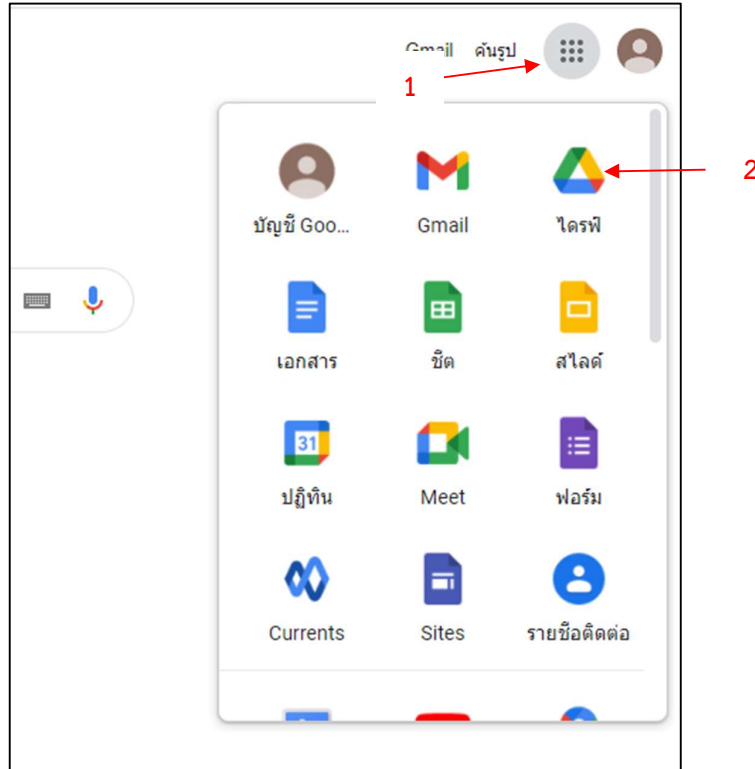 Gmail ค้นรูป
1
2
บัญชี Goo... Gmail ไดรฟ์
เอกสาร ชีต สไลด์
31
ปฏิทิน Meet ฟอร์ม
Currents Sites รายชื่อติดต่อ